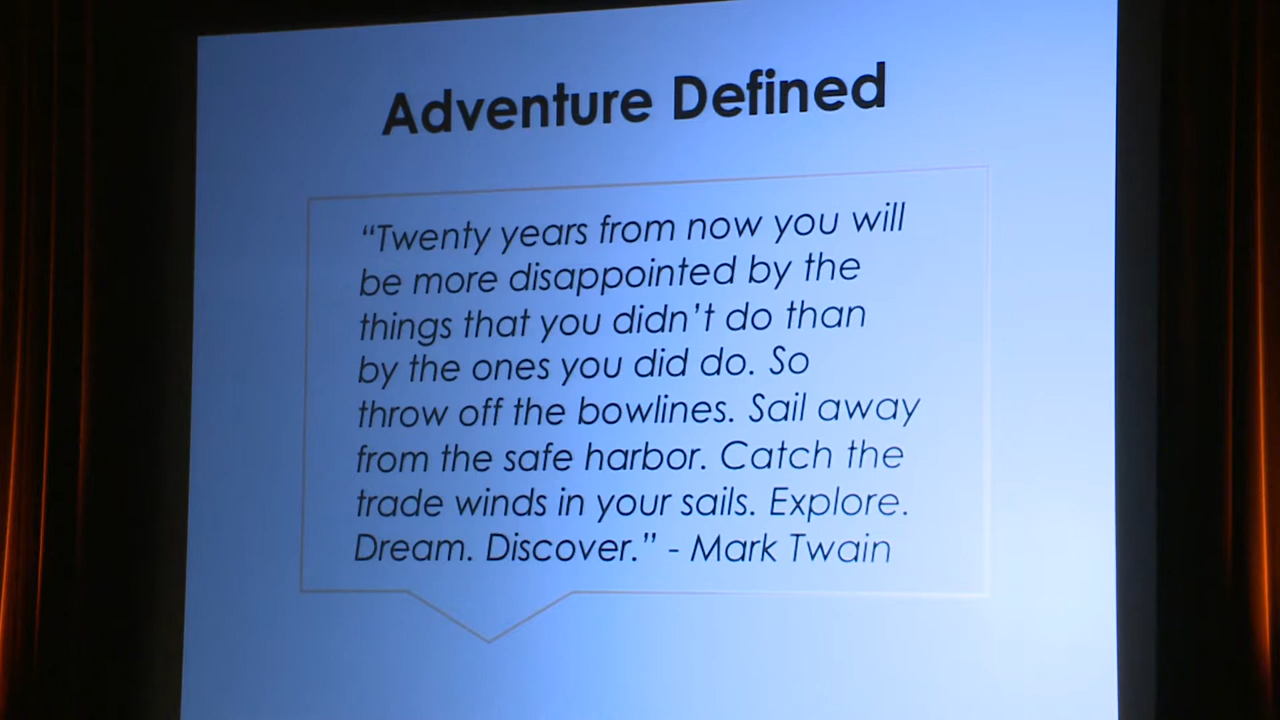 Adventure Defined
“Twenty years from now you will
be more disappointed by the
things that you didn’t do than
by the ones you did do. So
throw off the bowlines. Sail away
from the safe harbor. Catch the
trade winds in your sails. Explore.
Dream. Discover.” - Mark Twain